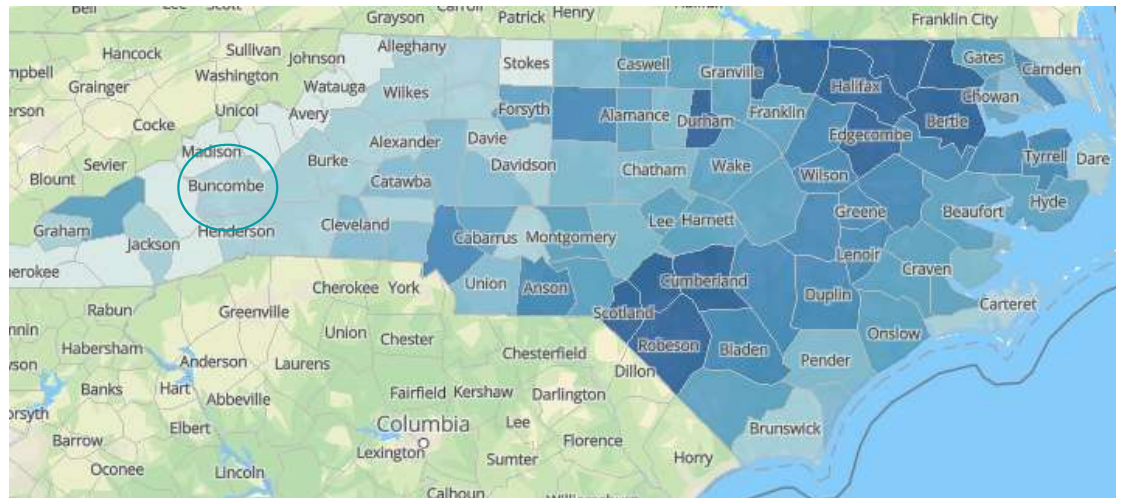 Grayson
Patrick
Henry
Franklin City
Hancock
Sullivan
Johnson
Alleghany
Stokes
Caswell
Granville
Gates
Camden
Grainger
Washington
Watauga
Wilkes
Halifax
Chowan
Unicoi
Avery
Forsyth
Alamance
Durham
Franklin
Bertie
Cocke
Madison
Alexander
Davie
Edgecombe
Sevier
Burke
Davidson
Chatham
Wake
Tyrrell
Dare
Blount
Buncombe
Catawba
Wilson
Graham
Henderson
Cleveland
Lee
Harnett
Greene
Beaufort
Hyde
Jackson
Cabarrus
Montgomery
Lenoir
Craven
Cherokee
York
Union
Anson
Cumberland
Duplin
Carteret
Rabun
Greenville
Scotland
Union
Chester
Onslow
Habersham
Anderson
Laurens
Chesterfield
Robeson
Bladen
Pender
Dillon
Banks
Hart
Abbeville
Fairfield
Kershaw
Darlington
Elbert
Columbia
Lee
Brunswick
Barrow
Florence
Oconee
Lexington
Sumter
Horry
Lincoln
Calhoun